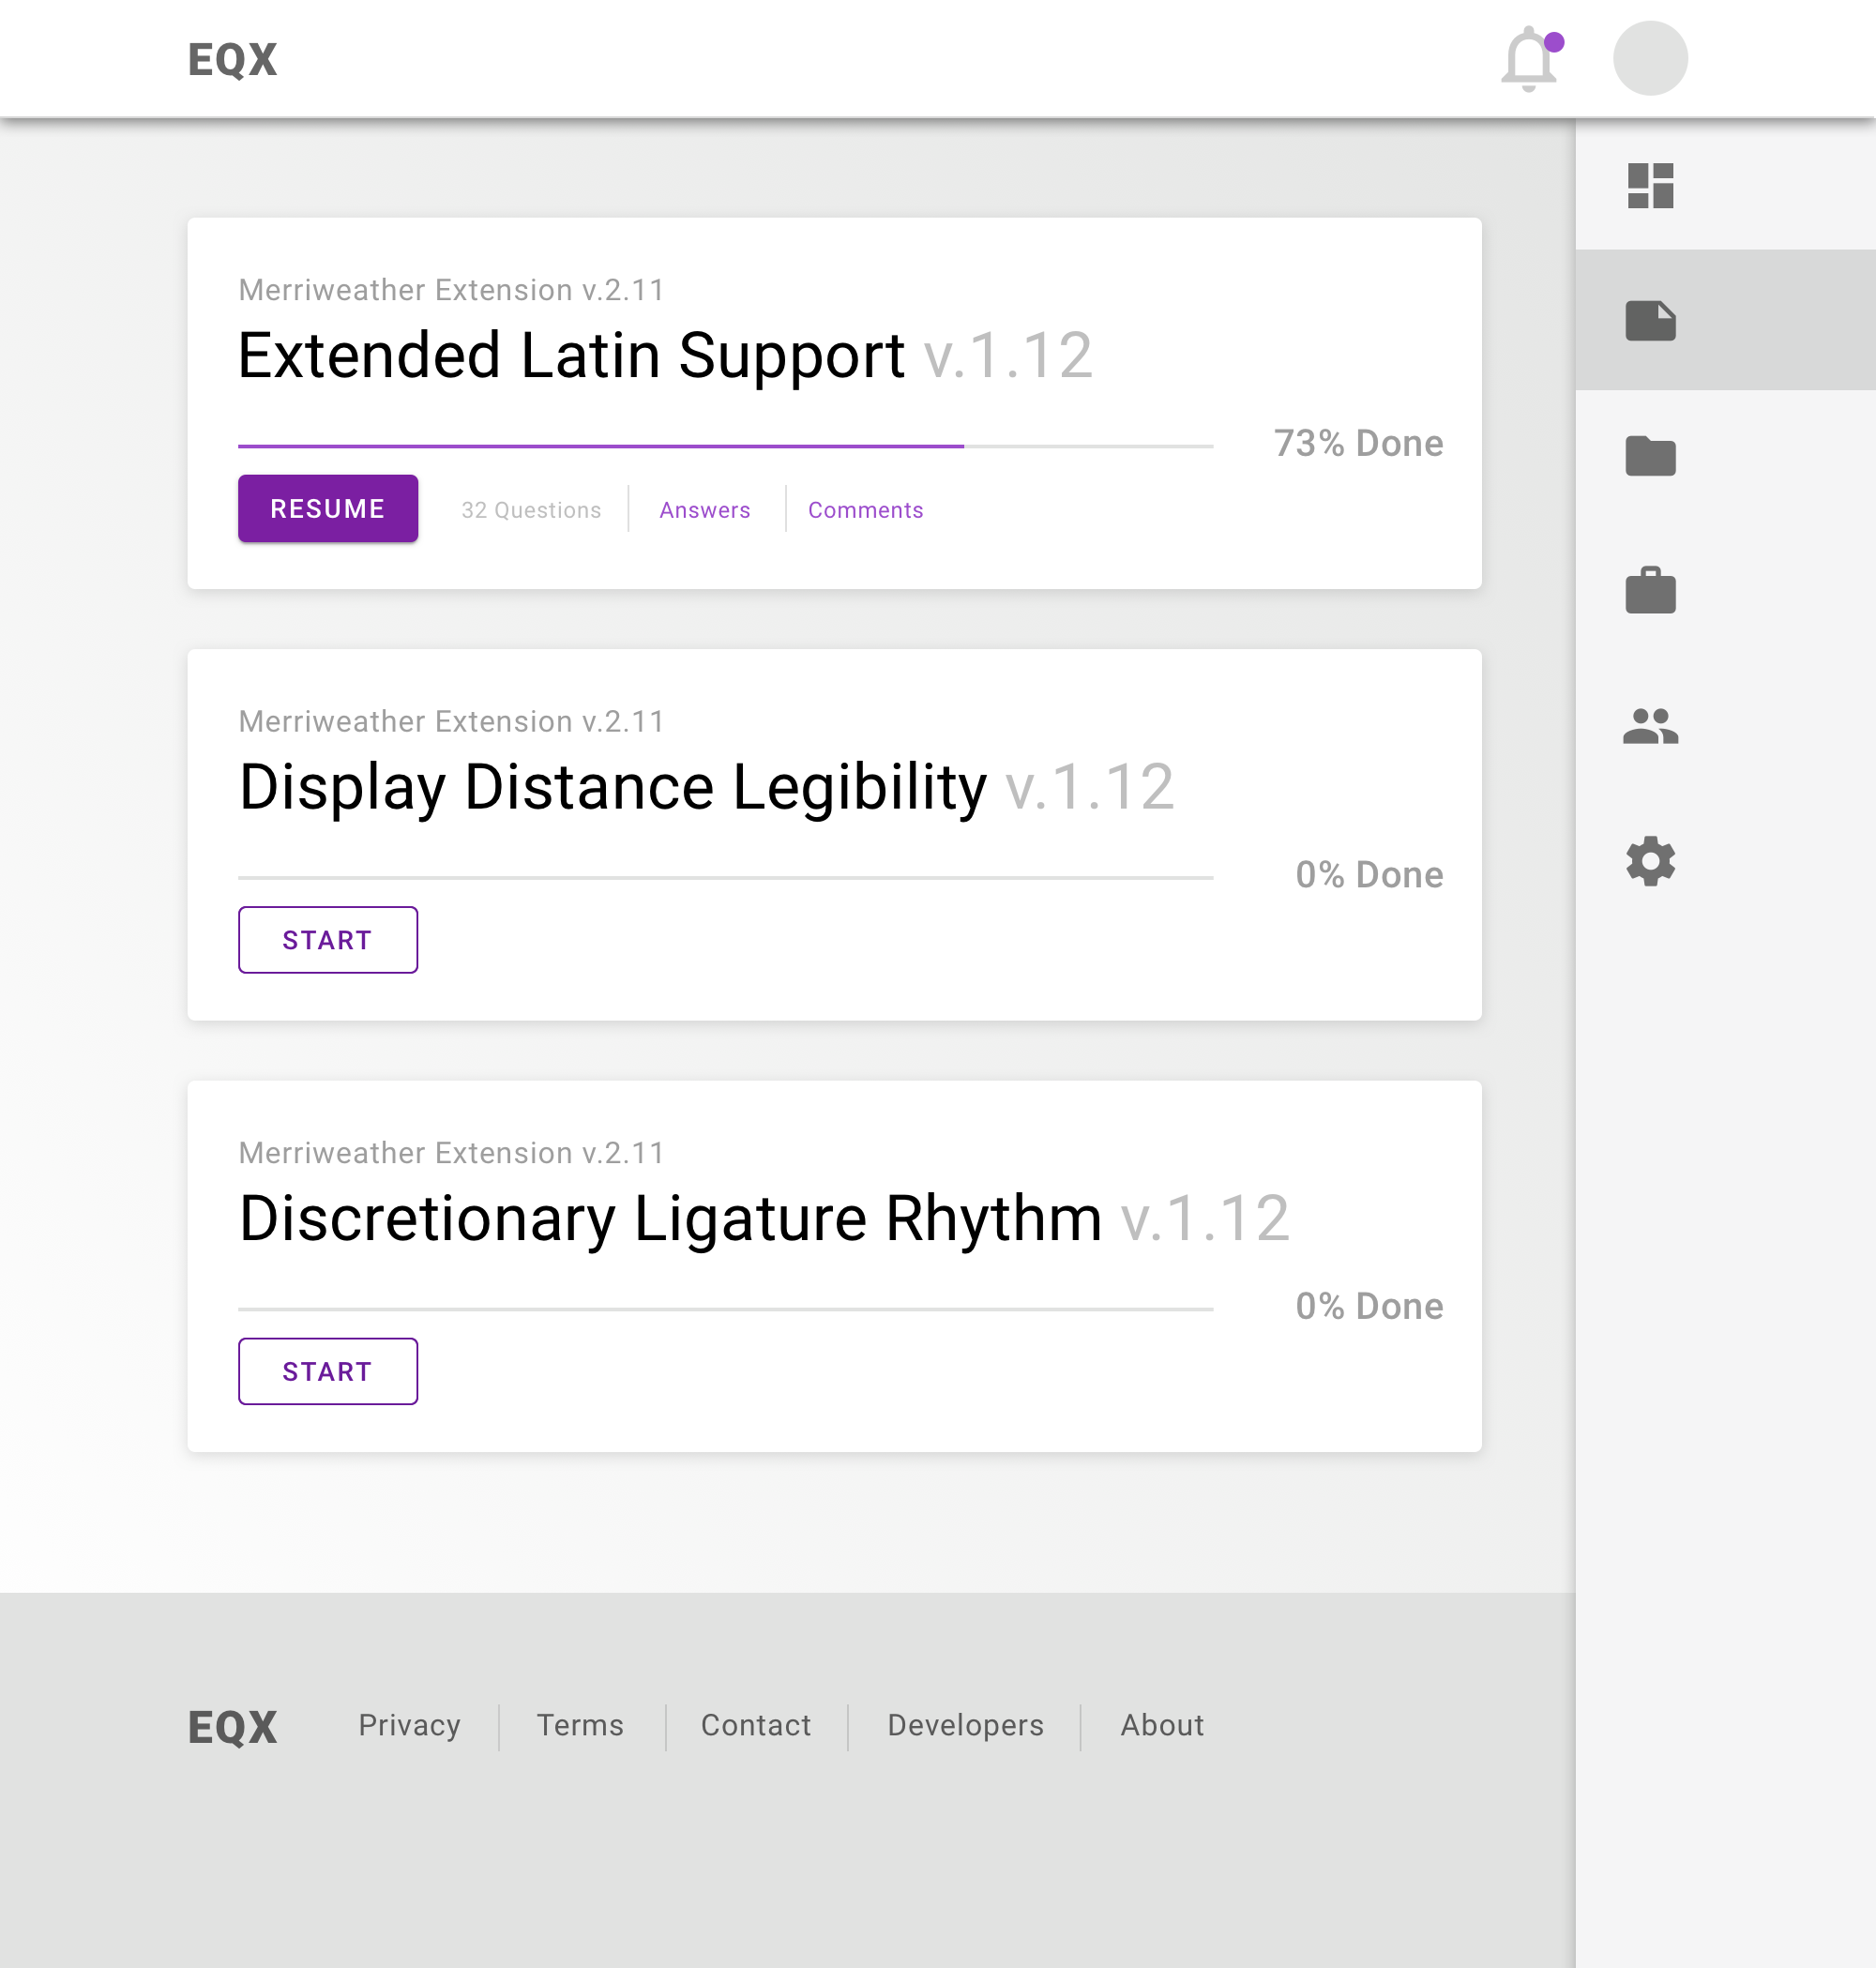 EQX
Merriweather Extension v.2.11
Extended Latin Support v.1.12
73% Done
RESUME
32 Questions
Answers
Comments
Merriweather Extension v.2.11
Display Distance Legibility v.1.12
0% Done
START
Merriweather Extension v.2.11
Discretionary Ligature Rhythm v.1.12
0% Done
START
EQX
Privacy
Terms
Contact
Developers
About